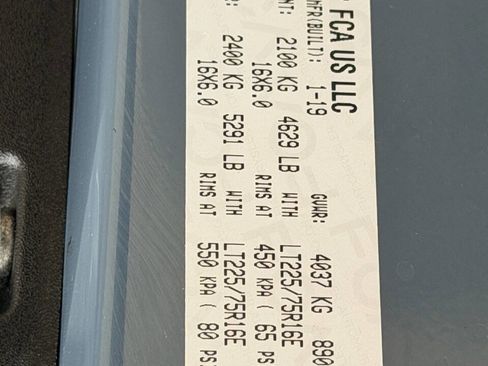 FCA US LLC
MFR(BUILT): 1-19 GVWR: 4037 KG 890
NT: 2100 KG 4629 LB WITH LT225/75R16E
16X6.0 RIMS AT 450 KPA ( 65 PS
: 2400 KG 5291 LB WITH LT225/75R16E
16X6.0 RIMS AT 550 KPA ( 80 PS